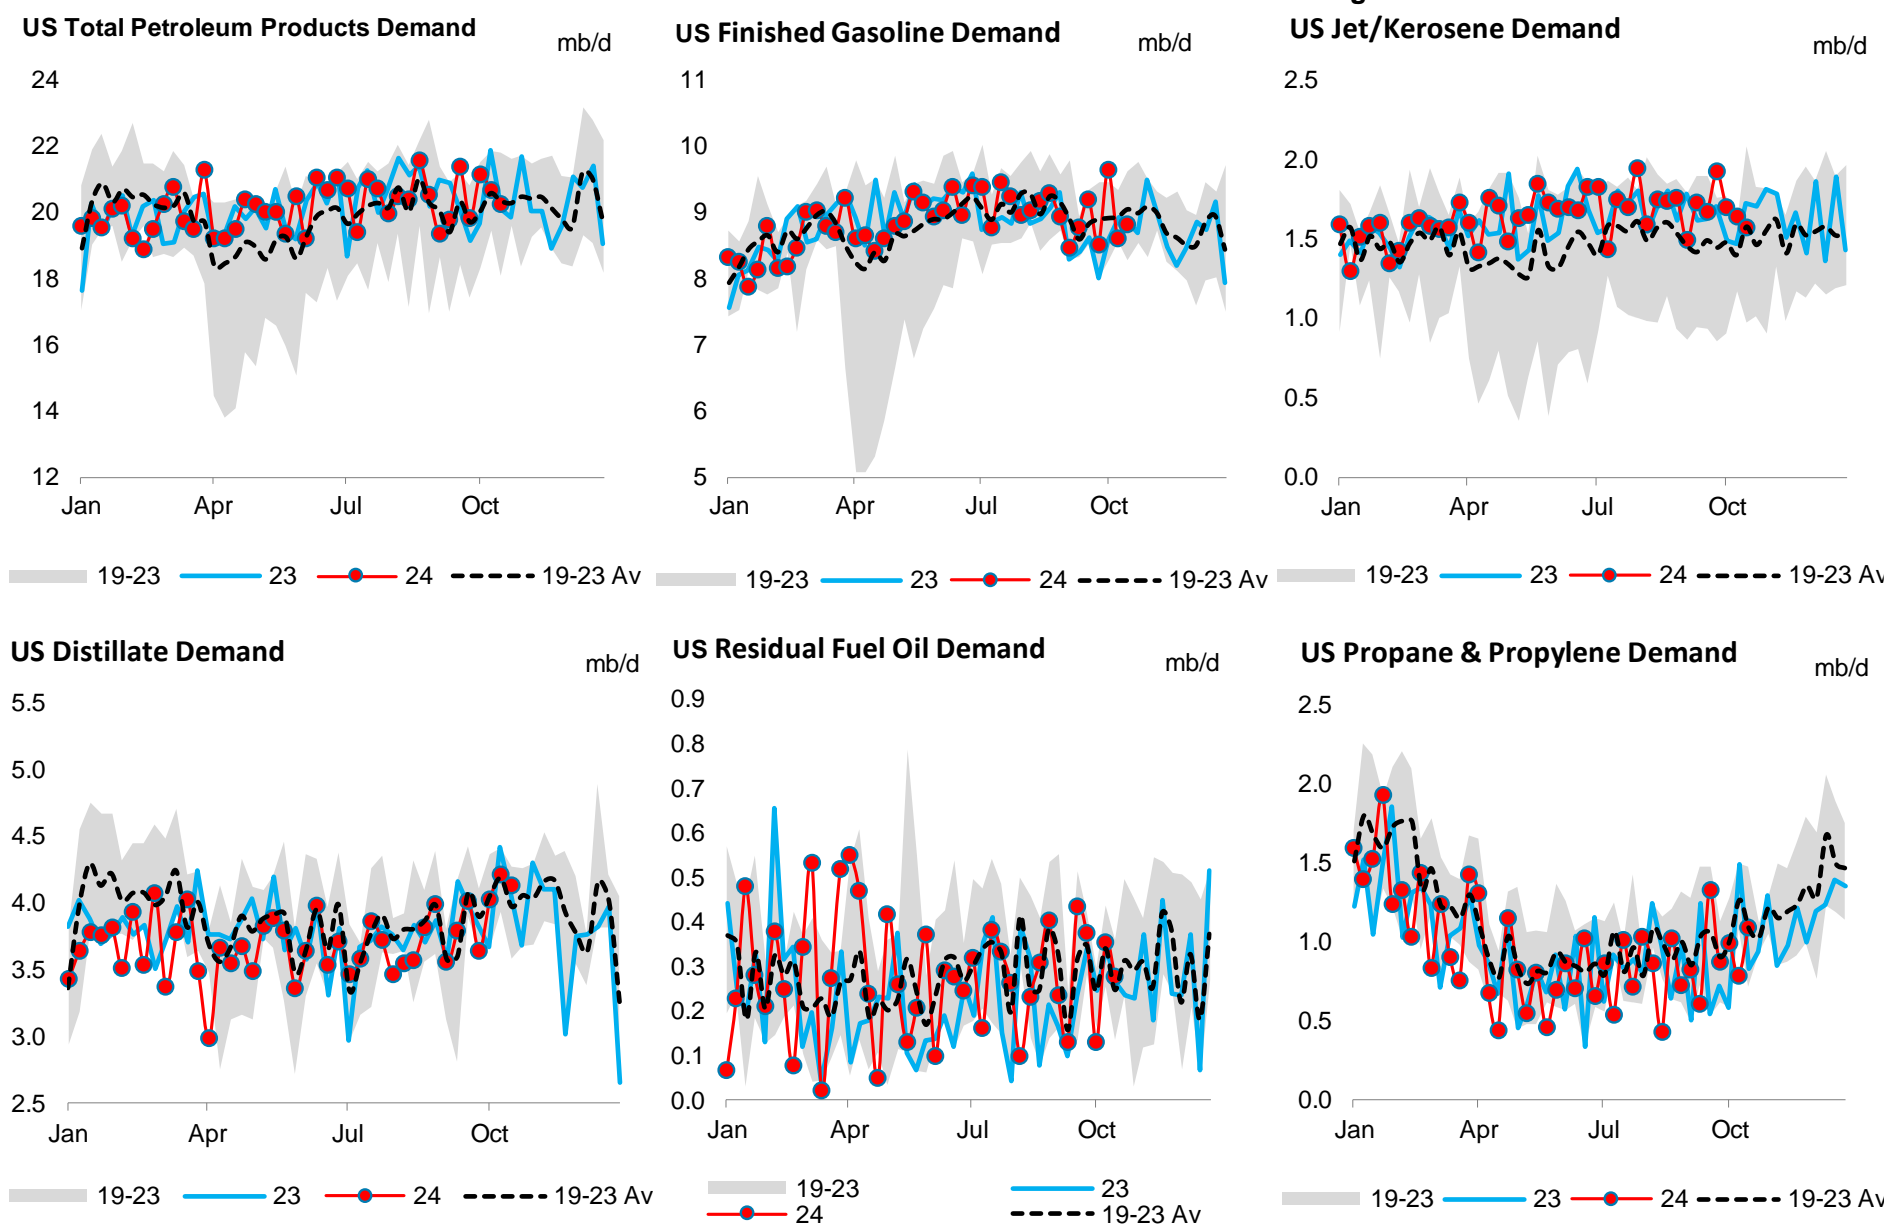 US Total Petroleum Products Demand
mb/d
24
22
20
18
16
14
12
Jan
Apr
Jul
Oct
19-23
23
24
19-23 Av
US Finished Gasoline Demand
mb/d
11
10
9
8
7
6
5
Jan
Apr
Jul
Oct
19-23
23
24
19-23 Av
US Jet/Kerosene Demand
mb/d
2.5
2.0
1.5
1.0
0.5
0.0
Jan
Apr
Jul
Oct
19-23
23
24
19-23 Av
US Distillate Demand
mb/d
5.5
5.0
4.5
4.0
3.5
3.0
2.5
Jan
Apr
Jul
Oct
19-23
23
24
19-23 Av
US Residual Fuel Oil Demand
mb/d
0.9
0.8
0.7
0.6
0.5
0.4
0.3
0.2
0.1
0.0
Jan
Apr
Jul
Oct
19-23
23
24
19-23 Av
US Propane & Propylene Demand
mb/d
2.5
2.0
1.5
1.0
0.5
0.0
Jan
Apr
Jul
Oct
19-23
23
24
19-23 Av